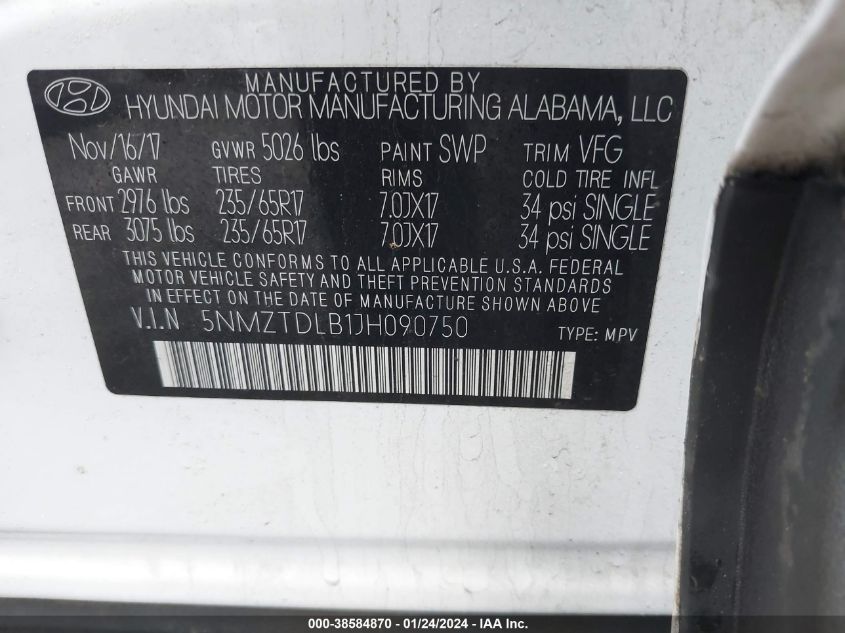 MANUFACTURED BY
HYUNDAI MOTOR MANUFACTURING ALABAMA, LLC
Nov/16/17 GVWR 5026 lbs PAINT SWP TRIM VFG
GAWR TIRES RIMS COLD TIRE INFL
FRONT 2976 lbs 235/65R17 7.0JX17 34 psi SINGLE
REAR 3075 lbs 235/65R17 7.0JX17 34 psi SINGLE
THIS VEHICLE CONFORMS TO ALL APPLICABLE U.S.A. FEDERAL
MOTOR VEHICLE SAFETY AND THEFT PREVENTION STANDARDS
IN EFFECT ON THE DATE OF MANUFACTURE SHOWN ABOVE.
V.I.N 5NMZTDLB1JH090750 TYPE: MPV
000-38584870 - 01/24/2024 - IAA Inc.